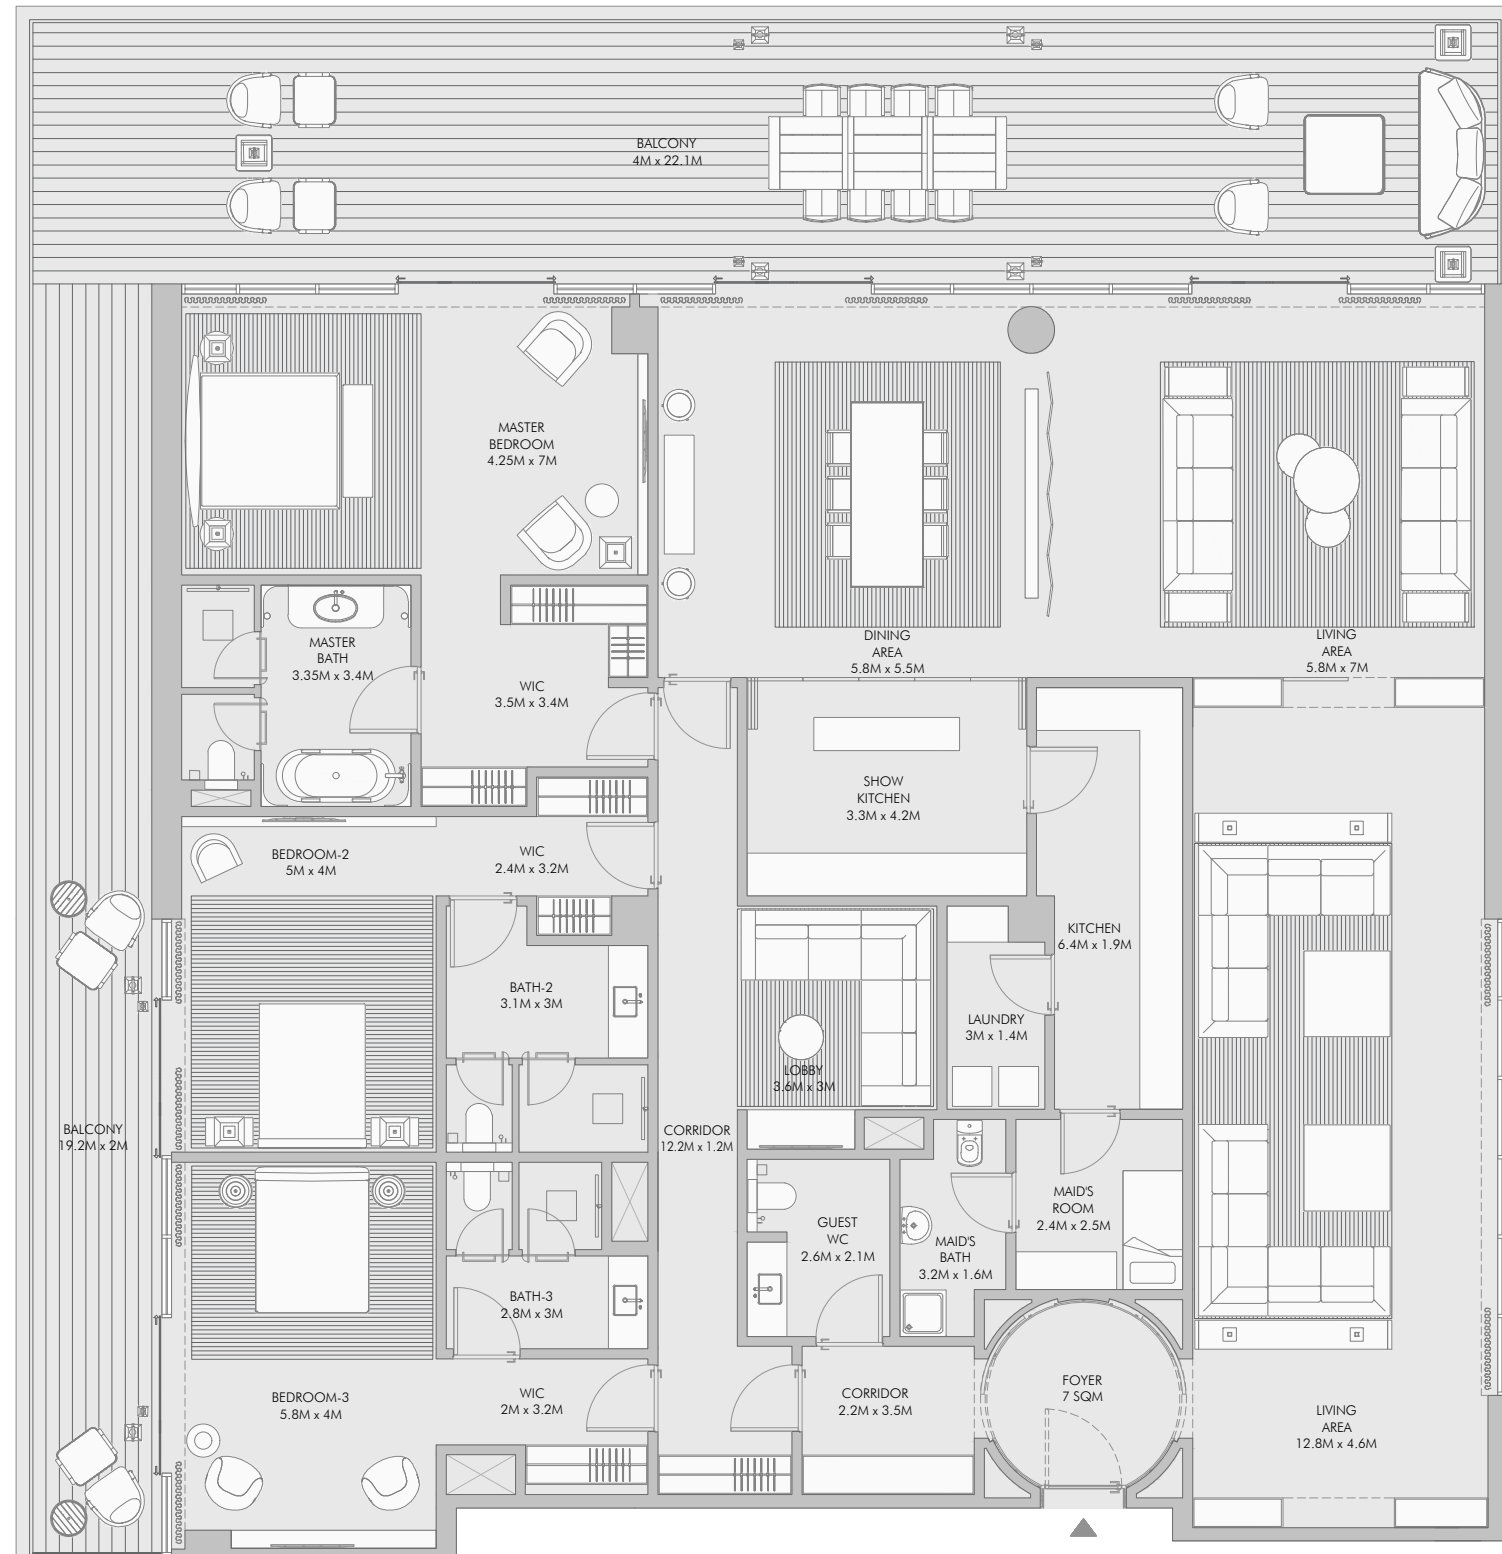 BALCONY
4M x 22.1M
MASTER
BEDROOM
4.25M x 7M
DINING
AREA
5.8M x 5.5M
LIVING
AREA
5.8M x 7M
MASTER
BATH
3.35M x 3.4M
WIC
3.5M x 3.4M
SHOW
KITCHEN
3.3M x 4.2M
BEDROOM-2
5M x 4M
WIC
2.4M x 3.2M
KITCHEN
6.4M x 1.9M
BATH-2
3.1M x 3M
LAUNDRY
3M x 1.4M
LOBBY
3.6M x 3M
BALCONY
19.2M x 2M
CORRIDOR
12.2M x 1.2M
MAID'S
ROOM
2.4M x 2.5M
GUEST
WC
2.6M x 2.1M
MAID'S
BATH
3.2M x 1.6M
BATH-3
2.8M x 3M
BEDROOM-3
5.8M x 4M
WIC
2M x 3.2M
CORRIDOR
2.2M x 3.5M
FOYER
7 SQM
LIVING
AREA
12.8M x 4.6M